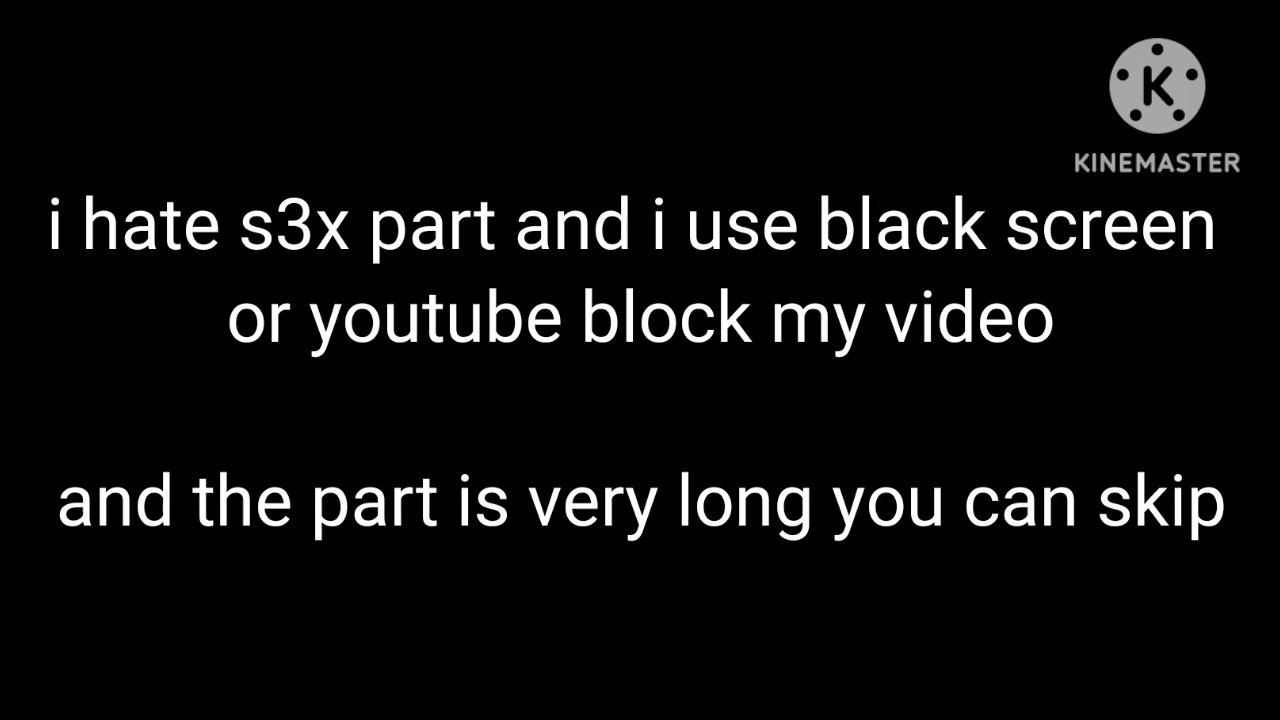 K
KINEMASTER
i hate s3x part and i use black screen
or youtube block my video
and the part is very long you can skip